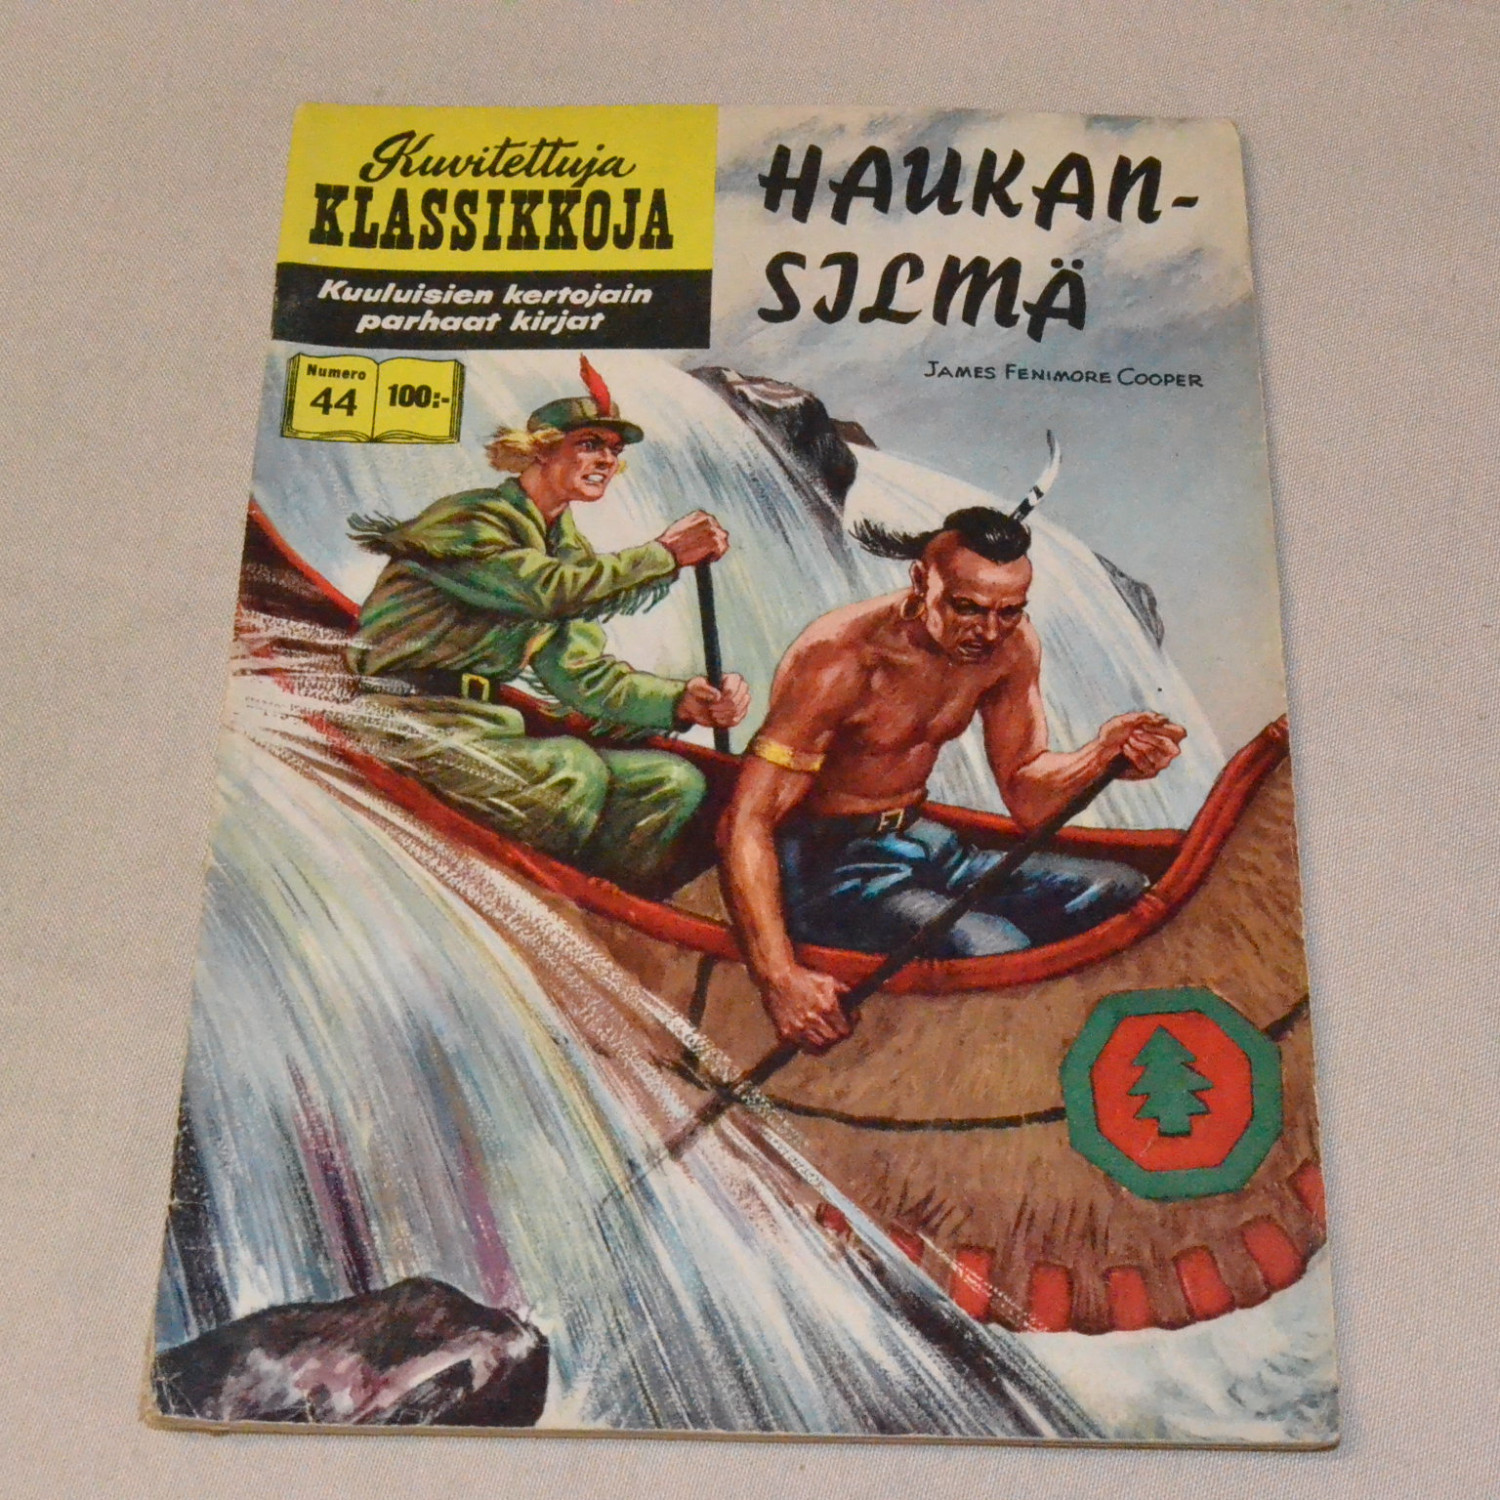 Kuvitettuja
KLASSIKKOJA
Kuuluisien kertojain
parhaat kirjat
Numero
44
100:-
HAUKAN-
SILMÄ
JAMES FENIMORE COOPER